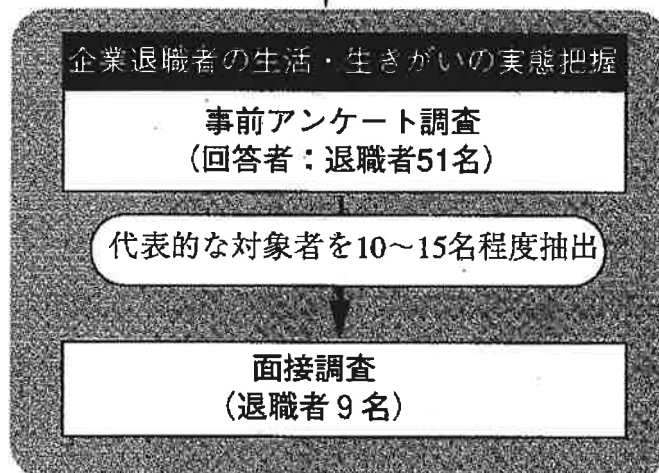 企業退職者の生活・生きがいの実態把握
事前アンケート調査
(回答者：退職者51名)
代表的な対象者を10〜15名程度抽出
面接調査
(退職者９名)